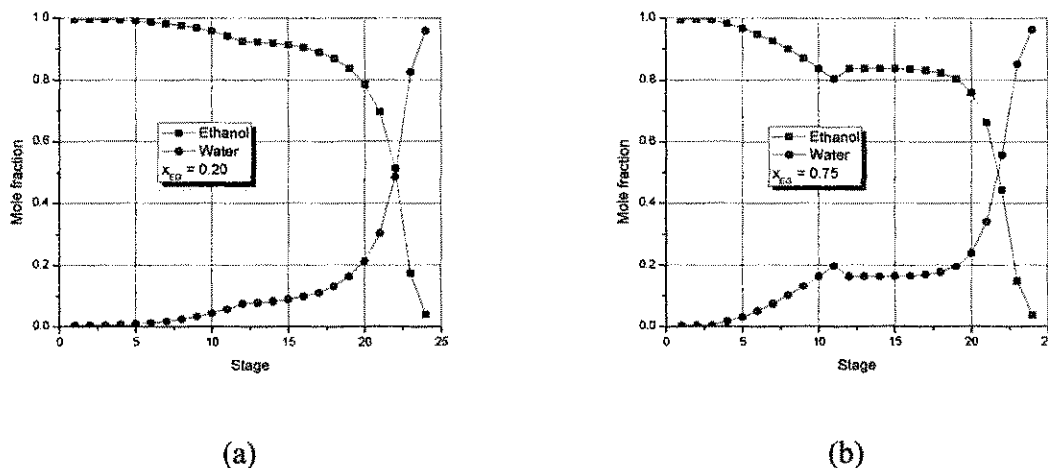 1.0
0.8
0.6
0.4
0.2
0.0
Mole fraction
Ethanol
Water
x_EG = 0.20
0 5 10 15 20 25
Stage
(a)
1.0
0.8
0.6
0.4
0.2
0.0
Mole fraction
Ethanol
Water
x_EG = 0.75
0 5 10 15 20 25
Stage
(b)